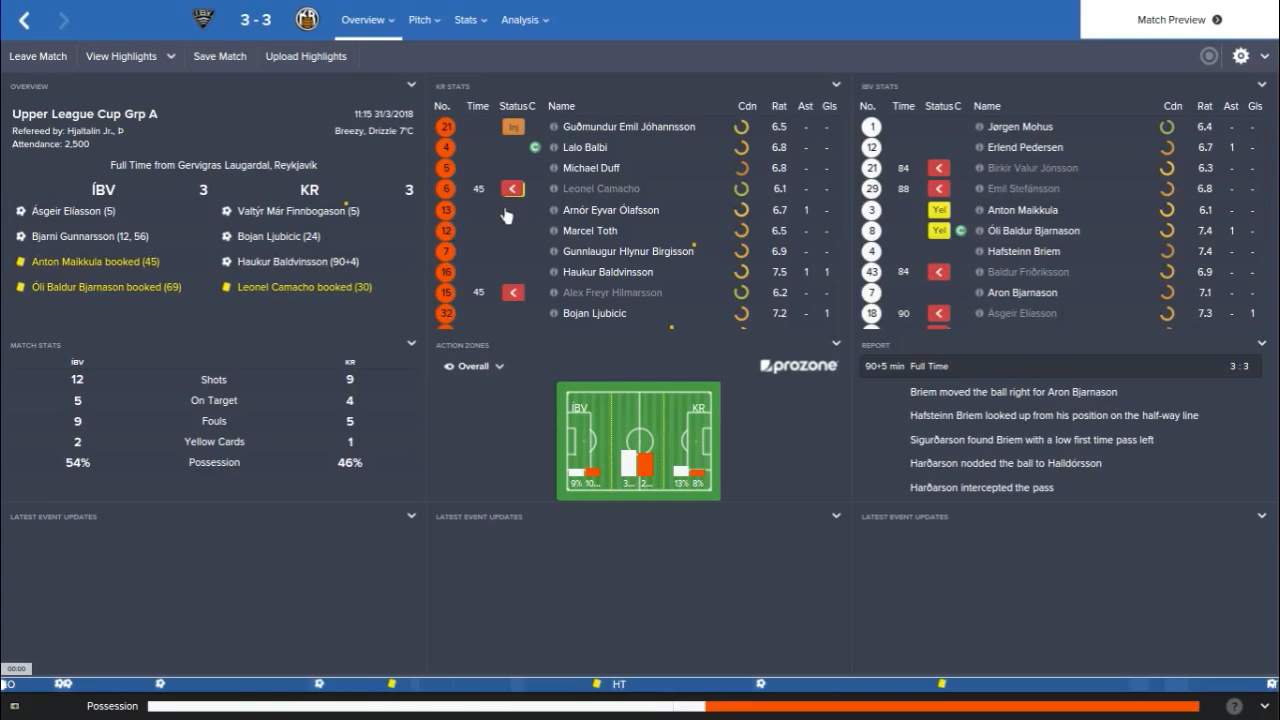 3 - 3
Overview Pitch Stats Analysis
Match Preview
Leave Match View Highlights Save Match Upload Highlights
OVERVIEW
Upper League Cup Grp A 11:15 31/3/2018
Refereed by: Hjaltalín Jr., Þ Breezy, Drizzle 7°C
Attendance: 2,500
Full Time from Gervigras Laugardal, Reykjavík
ÍBV 3 KR 3
Ásgeir Elíasson (5) Valtýr Már Finnbogason (5)
Bjarni Gunnarsson (12, 56) Bojan Ljubicic (24)
Anton Maikkula booked (45) Haukur Baldvinsson (90+4)
Óli Baldur Bjarnason booked (69) Leonel Camacho booked (30)
KR STATS
No. Time Status C Name Cdn Rat Ast Gls
21 Inj Guðmundur Emil Jóhannsson 6.5 - -
4 C Lalo Balbi 6.8 - -
5 Michael Duff 6.8 - -
6 45 Leonel Camacho 6.1 - -
13 Arnór Eyvar Ólafsson 6.7 1 -
12 Marcel Toth 6.5 - -
7 Gunnlaugur Hlynur Birgisson 6.9 - -
16 Haukur Baldvinsson 7.5 1 1
15 45 Alex Freyr Hilmarsson 6.2 - -
32 Bojan Ljubicic 7.2 - 1
ÍBV STATS
No. Time Status C Name Cdn Rat Ast Gls
1 Jørgen Mohus 6.4 - -
12 Erlend Pedersen 6.7 1 -
21 84 Birkir Valur Jónsson 6.3 - -
29 88 Emil Stefánsson 6.8 - -
3 Yel Anton Maikkula 6.1 - -
8 Yel C Óli Baldur Bjarnason 7.4 1 -
4 Hafsteinn Briem 7.4 - -
43 84 Baldur Friðriksson 6.9 - -
7 Aron Bjarnason 7.1 - -
18 90 Ásgeir Elíasson 7.3 - 1
MATCH STATS
ÍBV KR
12 Shots 9
5 On Target 4
9 Fouls 5
2 Yellow Cards 1
54% Possession 46%
ACTION ZONES
Overall prozone
ÍBV KR
9% 10... 3... 2... 13% 8%
REPORT
90+5 min Full Time 3 : 3
Briem moved the ball right for Aron Bjarnason
Hafsteinn Briem looked up from his position on the half-way line
Sigurðarson found Briem with a low first time pass left
Harðarson nodded the ball to Halldórsson
Harðarson intercepted the pass
LATEST EVENT UPDATES LATEST EVENT UPDATES LATEST EVENT UPDATES
00:00
HT
Possession